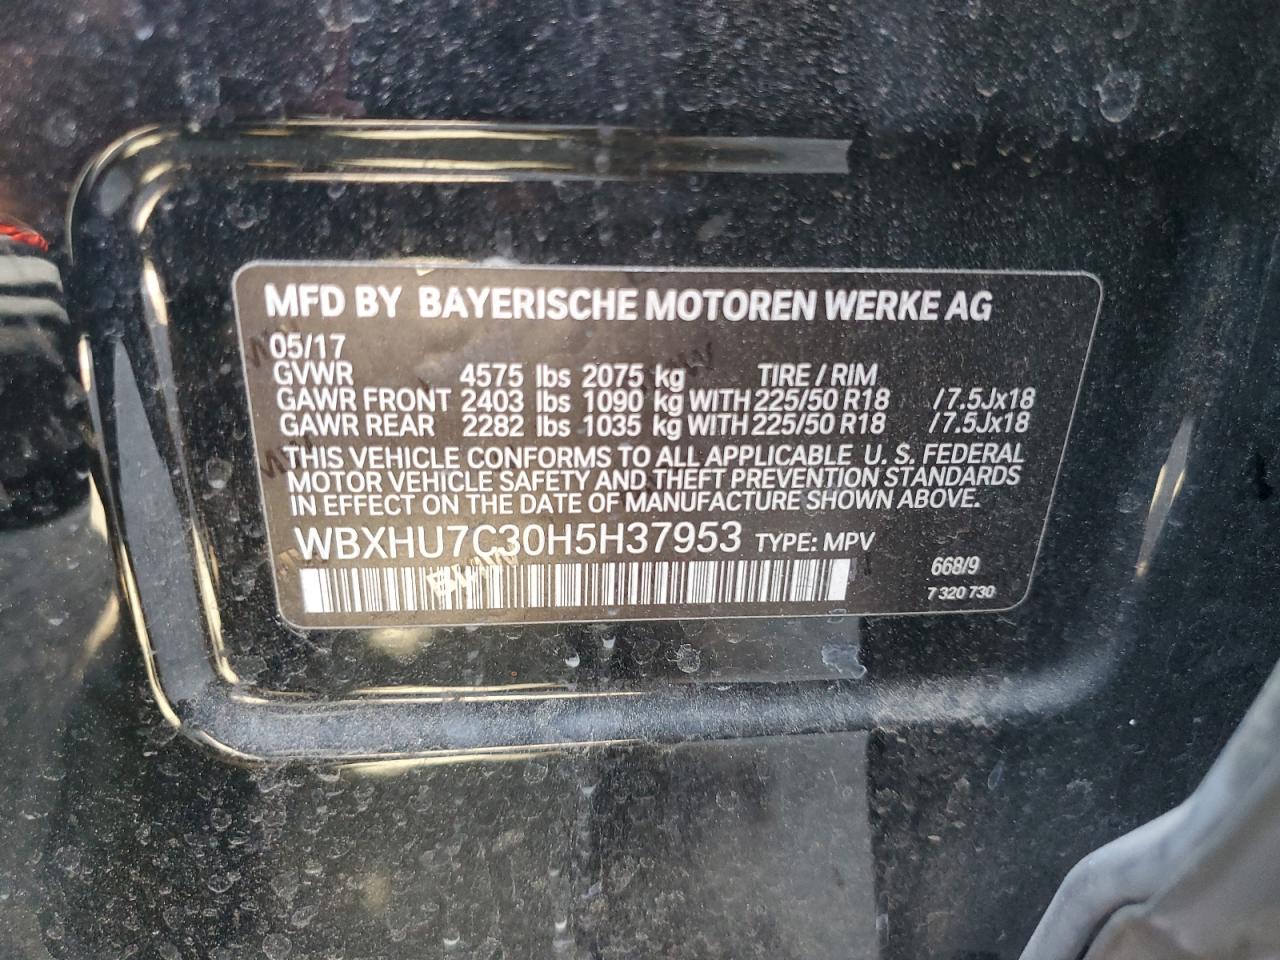 MFD BY BAYERISCHE MOTOREN WERKE AG
05/17
GVWR 4575 lbs 2075 kg TIRE / RIM
GAWR FRONT 2403 lbs 1090 kg WITH 225/50 R18 /7.5Jx18
GAWR REAR 2282 lbs 1035 kg WITH 225/50 R18 /7.5Jx18
THIS VEHICLE CONFORMS TO ALL APPLICABLE U. S. FEDERAL
MOTOR VEHICLE SAFETY AND THEFT PREVENTION STANDARDS
IN EFFECT ON THE DATE OF MANUFACTURE SHOWN ABOVE.
WBXHU7C30H5H37953 TYPE: MPV
BMW
668/9
7 320 730